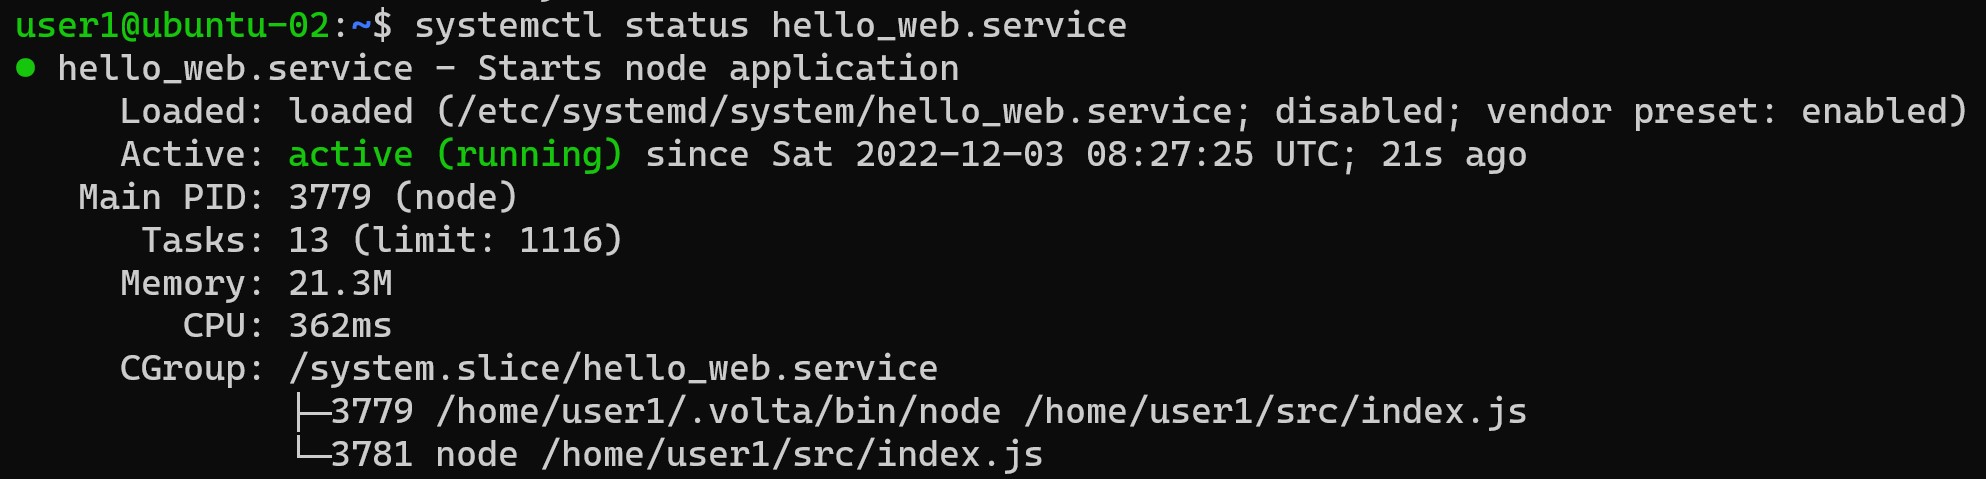 user1@ubuntu-02:~$ systemctl status hello_web.service
● hello_web.service - Starts node application
     Loaded: loaded (/etc/systemd/system/hello_web.service; disabled; vendor preset: enabled)
     Active: active (running) since Sat 2022-12-03 08:27:25 UTC; 21s ago
   Main PID: 3779 (node)
      Tasks: 13 (limit: 1116)
     Memory: 21.3M
        CPU: 362ms
     CGroup: /system.slice/hello_web.service
             ├─3779 /home/user1/.volta/bin/node /home/user1/src/index.js
             └─3781 node /home/user1/src/index.js